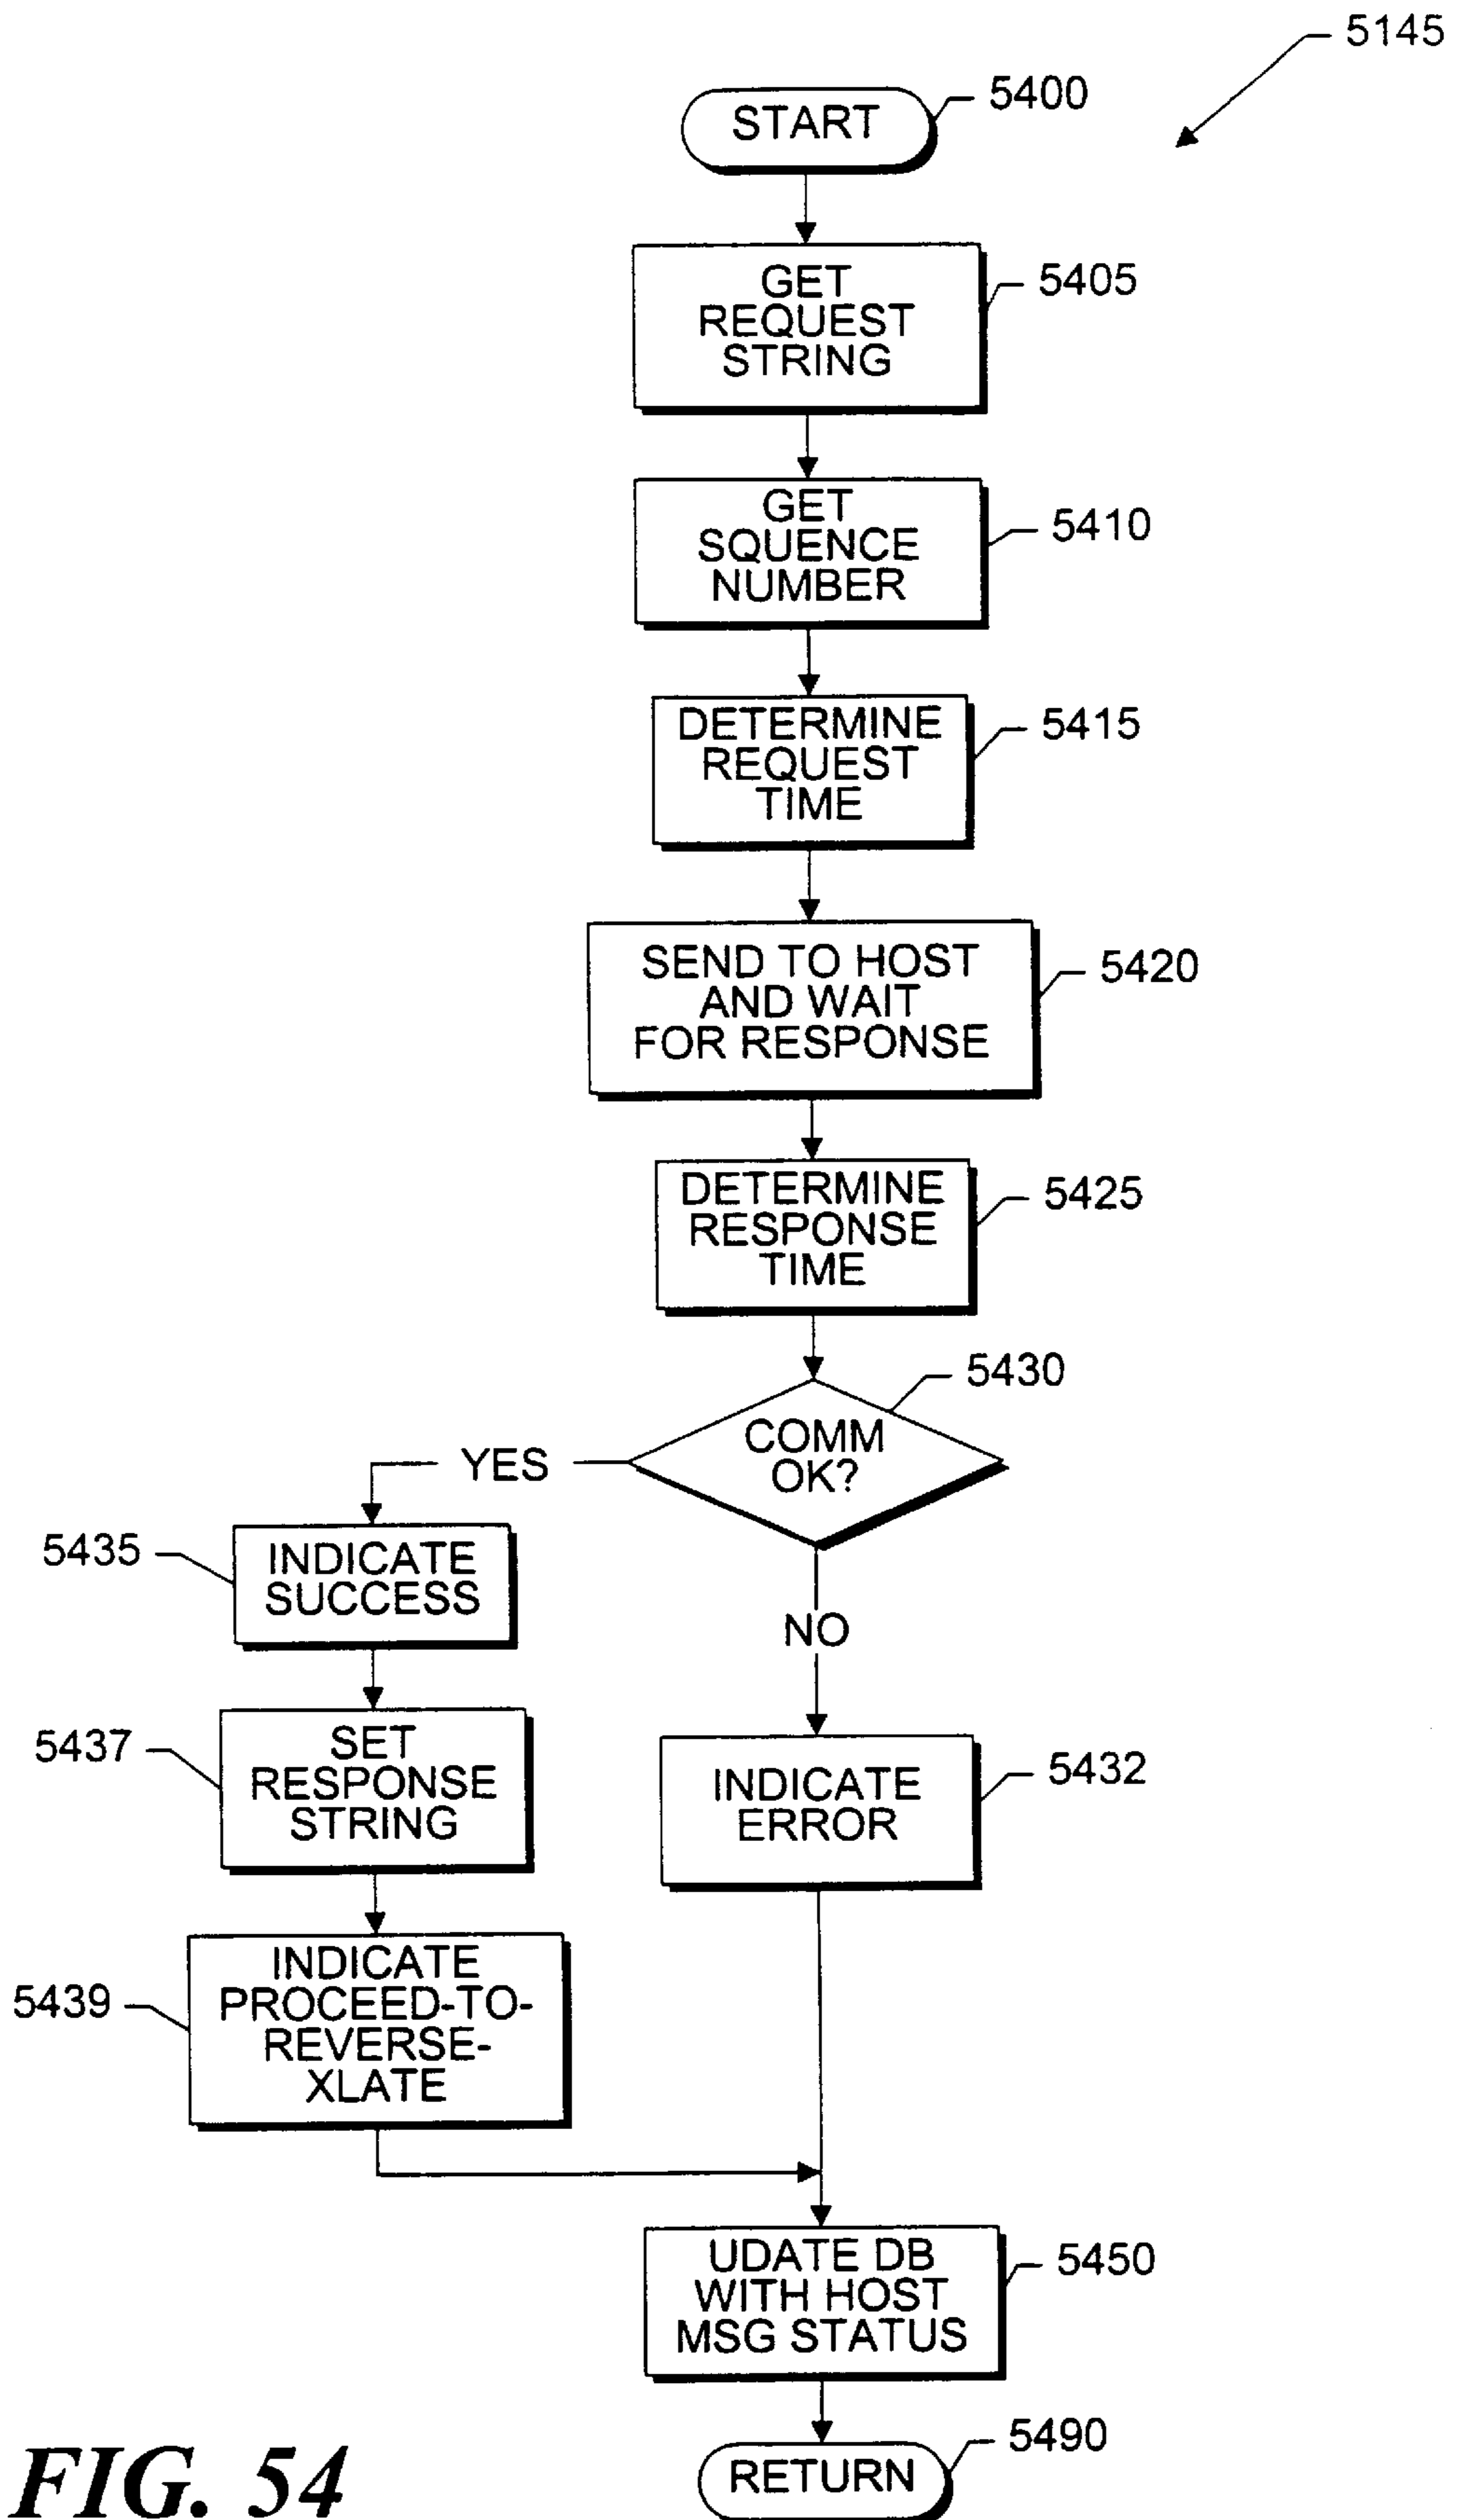 5145
START
5400
GET
REQUEST
STRING
5405
GET
SQUENCE
NUMBER
5410
DETERMINE
REQUEST
TIME
5415
SEND TO HOST
AND WAIT
FOR RESPONSE
5420
DETERMINE
RESPONSE
TIME
5425
5430
COMM
OK?
YES
5435
INDICATE
SUCCESS
NO
5437
SET
RESPONSE
STRING
INDICATE
ERROR
5432
5439
INDICATE
PROCEED-TO-
REVERSE-
XLATE
UDATE DB
WITH HOST
MSG STATUS
5450
RETURN
5490
FIG. 54